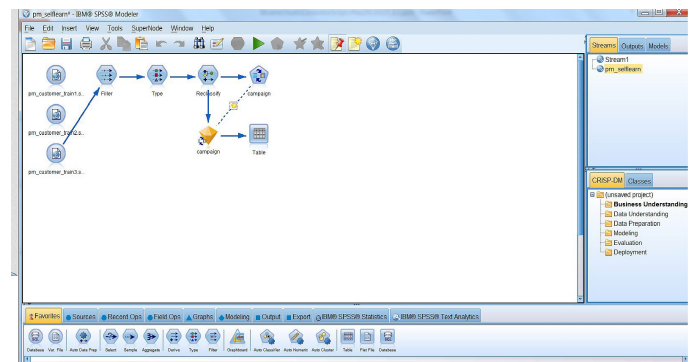 pm_selflearn* - IBM® SPSS® Modeler
File Edit Insert View Tools SuperNode Window Help
Streams Outputs Models
Stream1
pm_selflearn
pm_customer_train1.s...
Filler
Type
Reclassify
campaign
pm_customer_train2.s...
campaign
Table
pm_customer_train3.s...
CRISP-DM Classes
(unsaved project)
Business Understanding
Data Understanding
Data Preparation
Modeling
Evaluation
Deployment
Favorites Sources Record Ops Field Ops Graphs Modeling Output Export IBM® SPSS® Statistics IBM® SPSS® Text Analytics
Database Var. File Auto Data Prep Select Sample Aggregate Derive Type Filter Graphboard Auto Classifier Auto Numeric Auto Cluster Table Flat File Database